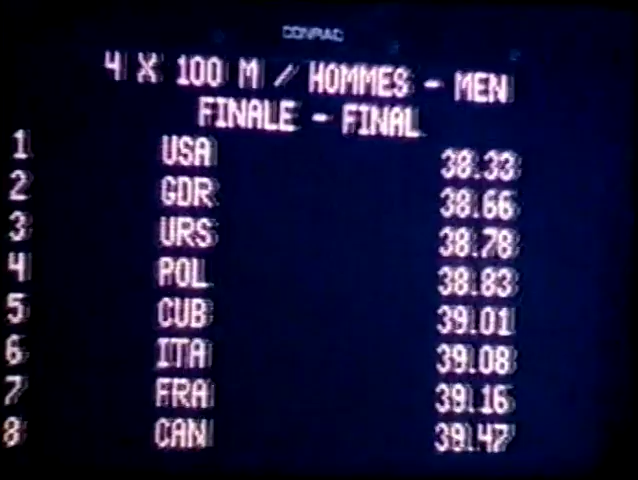 CONRAC
4 X 100 M / HOMMES - MEN
FINALE - FINAL
1 USA 38.33
2 GDR 38.66
3 URS 38.78
4 POL 38.83
5 CUB 39.01
6 ITA 39.08
7 FRA 39.16
8 CAN 39.47